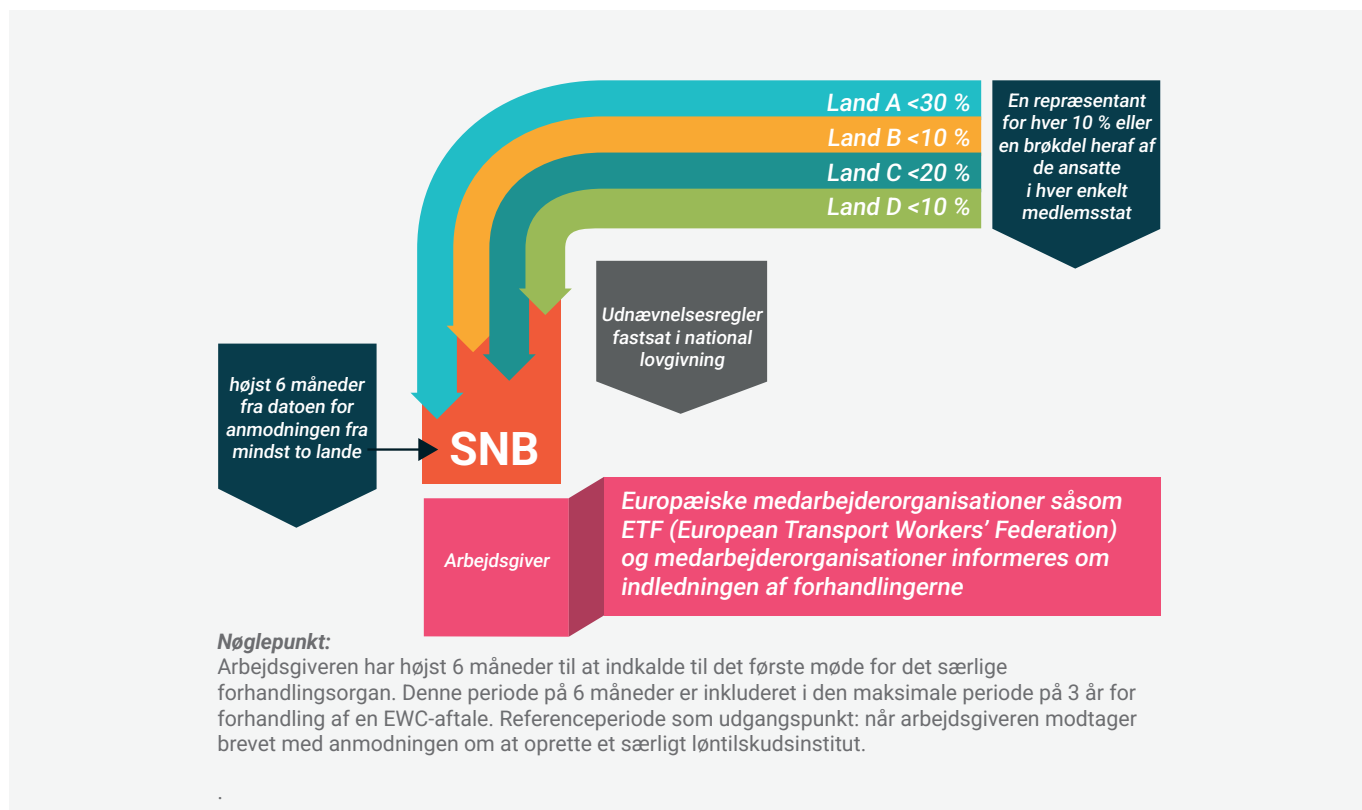 Land A <30 %
Land B <10 %
Land C <20 %
Land D <10 %
En repræsentant
for hver 10 % eller
en brøkdel heraf af
de ansatte
i hver enkelt
medlemsstat
Udnævnelsesregler
fastsat i national
lovgivning
højst 6 måneder
fra datoen for
anmodningen fra
mindst to lande
SNB
Arbejdsgiver
Europæiske medarbejderorganisationer såsom
ETF (European Transport Workers’ Federation)
og medarbejderorganisationer informeres om
indledningen af forhandlingerne
Nøglepunkt:
Arbejdsgiveren har højst 6 måneder til at indkalde til det første møde for det særlige
forhandlingsorgan. Denne periode på 6 måneder er inkluderet i den maksimale periode på 3 år for
forhandling af en EWC-aftale. Referenceperiode som udgangspunkt: når arbejdsgiveren modtager
brevet med anmodningen om at oprette et særligt løntilskudsinstitut.
.